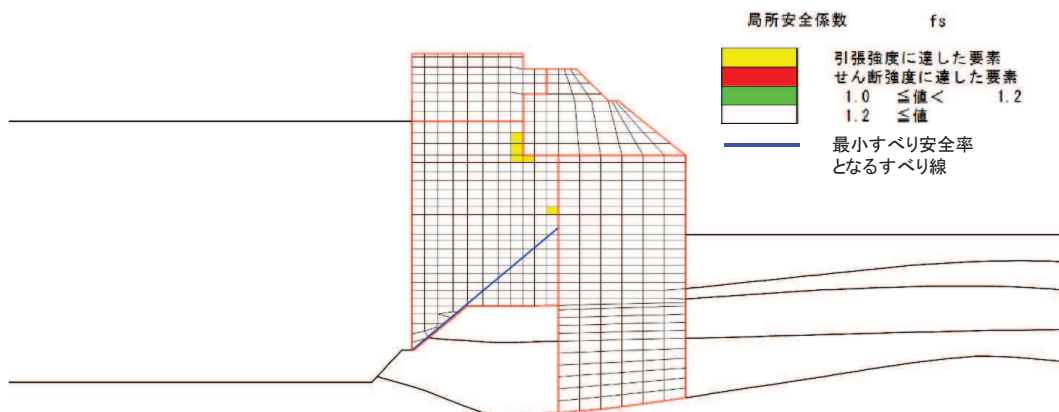 局所安全係数 fs
引張強度に達した要素
せん断強度に達した要素
1.0 ≦値< 1.2
1.2 ≦値
最小すべり安全率
となるすべり線